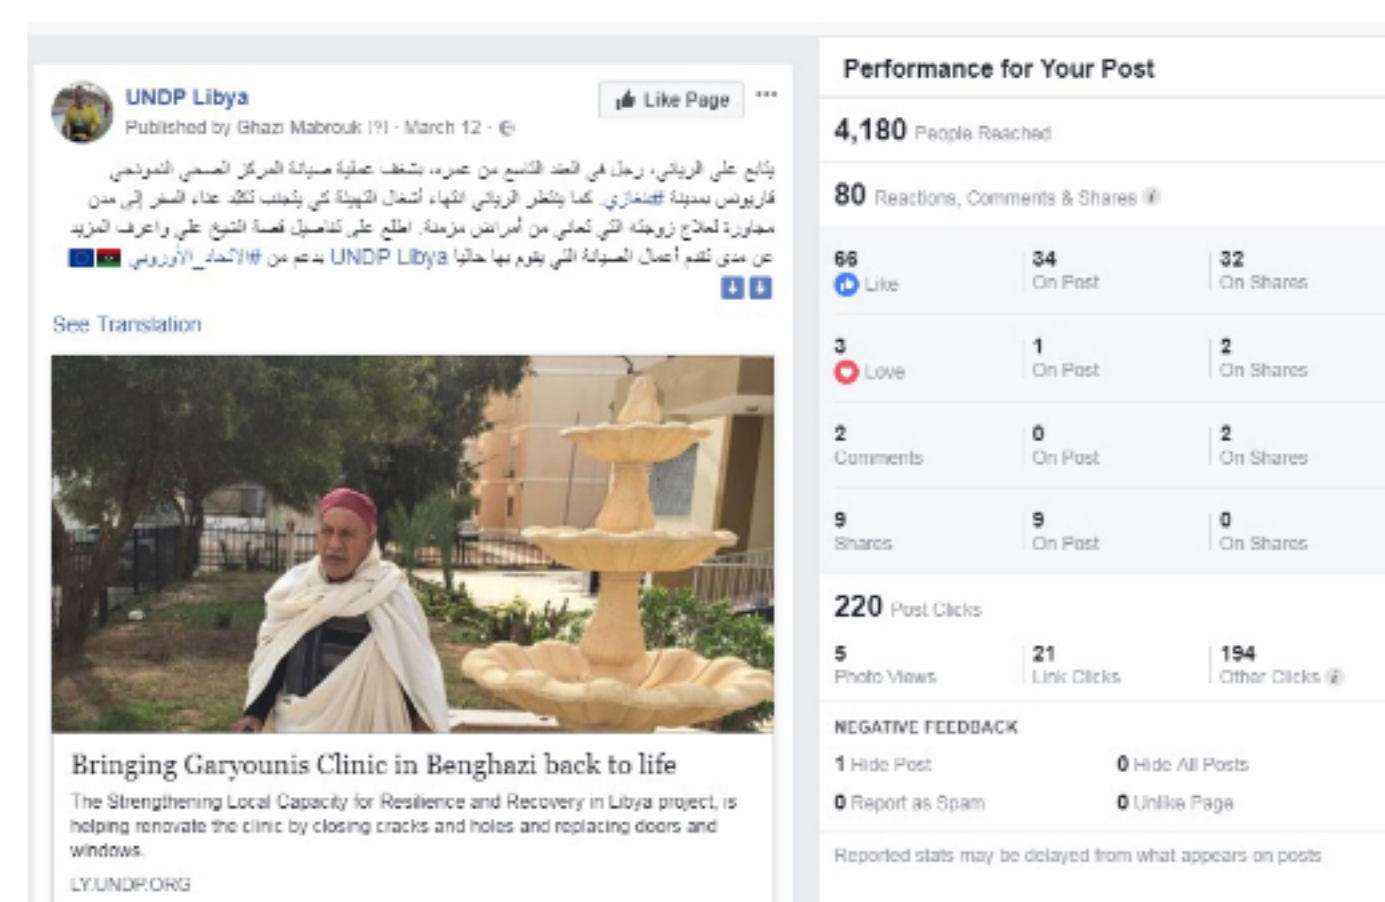 UNDP Libya
Published by Ghazi Mabrouk [?] · March 12 ·
Like Page
يتابع علي الرياني، رجل في العقد التاسع من عمره، بشغف عملية صيانة المركز الصحي النموذجي
قاريونس بمدينة #بنغازي. كما ينتظر الرياني انتهاء أشغال التهيئة كي يتجنب تكبّد عناء السفر إلى مدن
مجاورة لعلاج زوجته التي تعاني من أمراض مزمنة. اطلع على تفاصيل قصة الشيخ علي واعرف المزيد
عن مدى تقدم أعمال الصيانة التي يقوم بها حاليا UNDP Libya بدعم من #الاتحاد_الأوروبي
See Translation
Bringing Garyounis Clinic in Benghazi back to life
The Strengthening Local Capacity for Resilience and Recovery in Libya project, is
helping renovate the clinic by closing cracks and holes and replacing doors and
windows.
LY.UNDP.ORG
Performance for Your Post
4,180 People Reached
80 Reactions, Comments & Shares
66 34 32
Like On Post On Shares
3 1 2
Love On Post On Shares
2 0 2
Comments On Post On Shares
9 9 0
Shares On Post On Shares
220 Post Clicks
5 21 194
Photo Views Link Clicks Other Clicks
NEGATIVE FEEDBACK
1 Hide Post 0 Hide All Posts
0 Report as Spam 0 Unlike Page
Reported stats may be delayed from what appears on posts